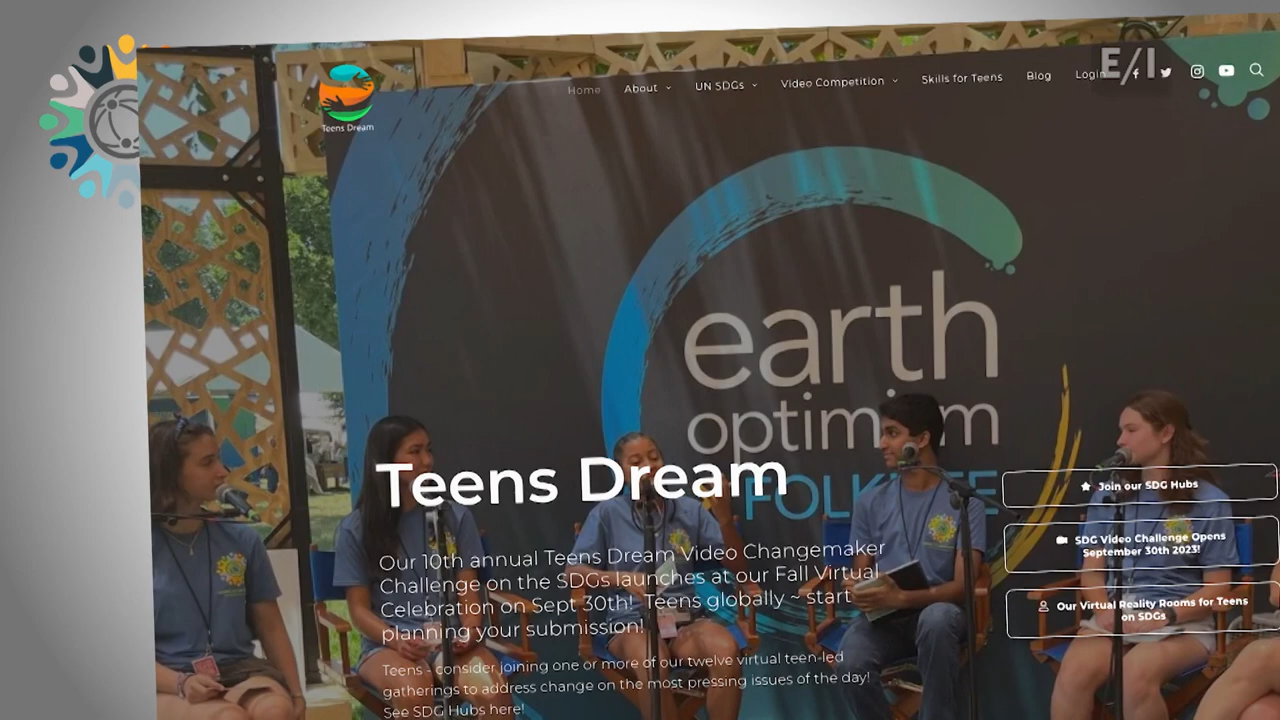 E/I
Teens Dream
Home About UN SDGs Video Competition Skills for Teens Blog Login
earth
optimism
FOLKLIFE
Teens Dream
Our 10th annual Teens Dream Video Changemaker
Challenge on the SDGs launches at our Fall Virtual
Celebration on Sept 30th! Teens globally ~ start
planning your submission!
Teens - consider joining one or more of our twelve virtual teen-led
gatherings to address change on the most pressing issues of the day!
See SDG Hubs here!
Join our SDG Hubs
SDG Video Challenge Opens
September 30th 2023!
Our Virtual Reality Rooms for Teens
on SDGs